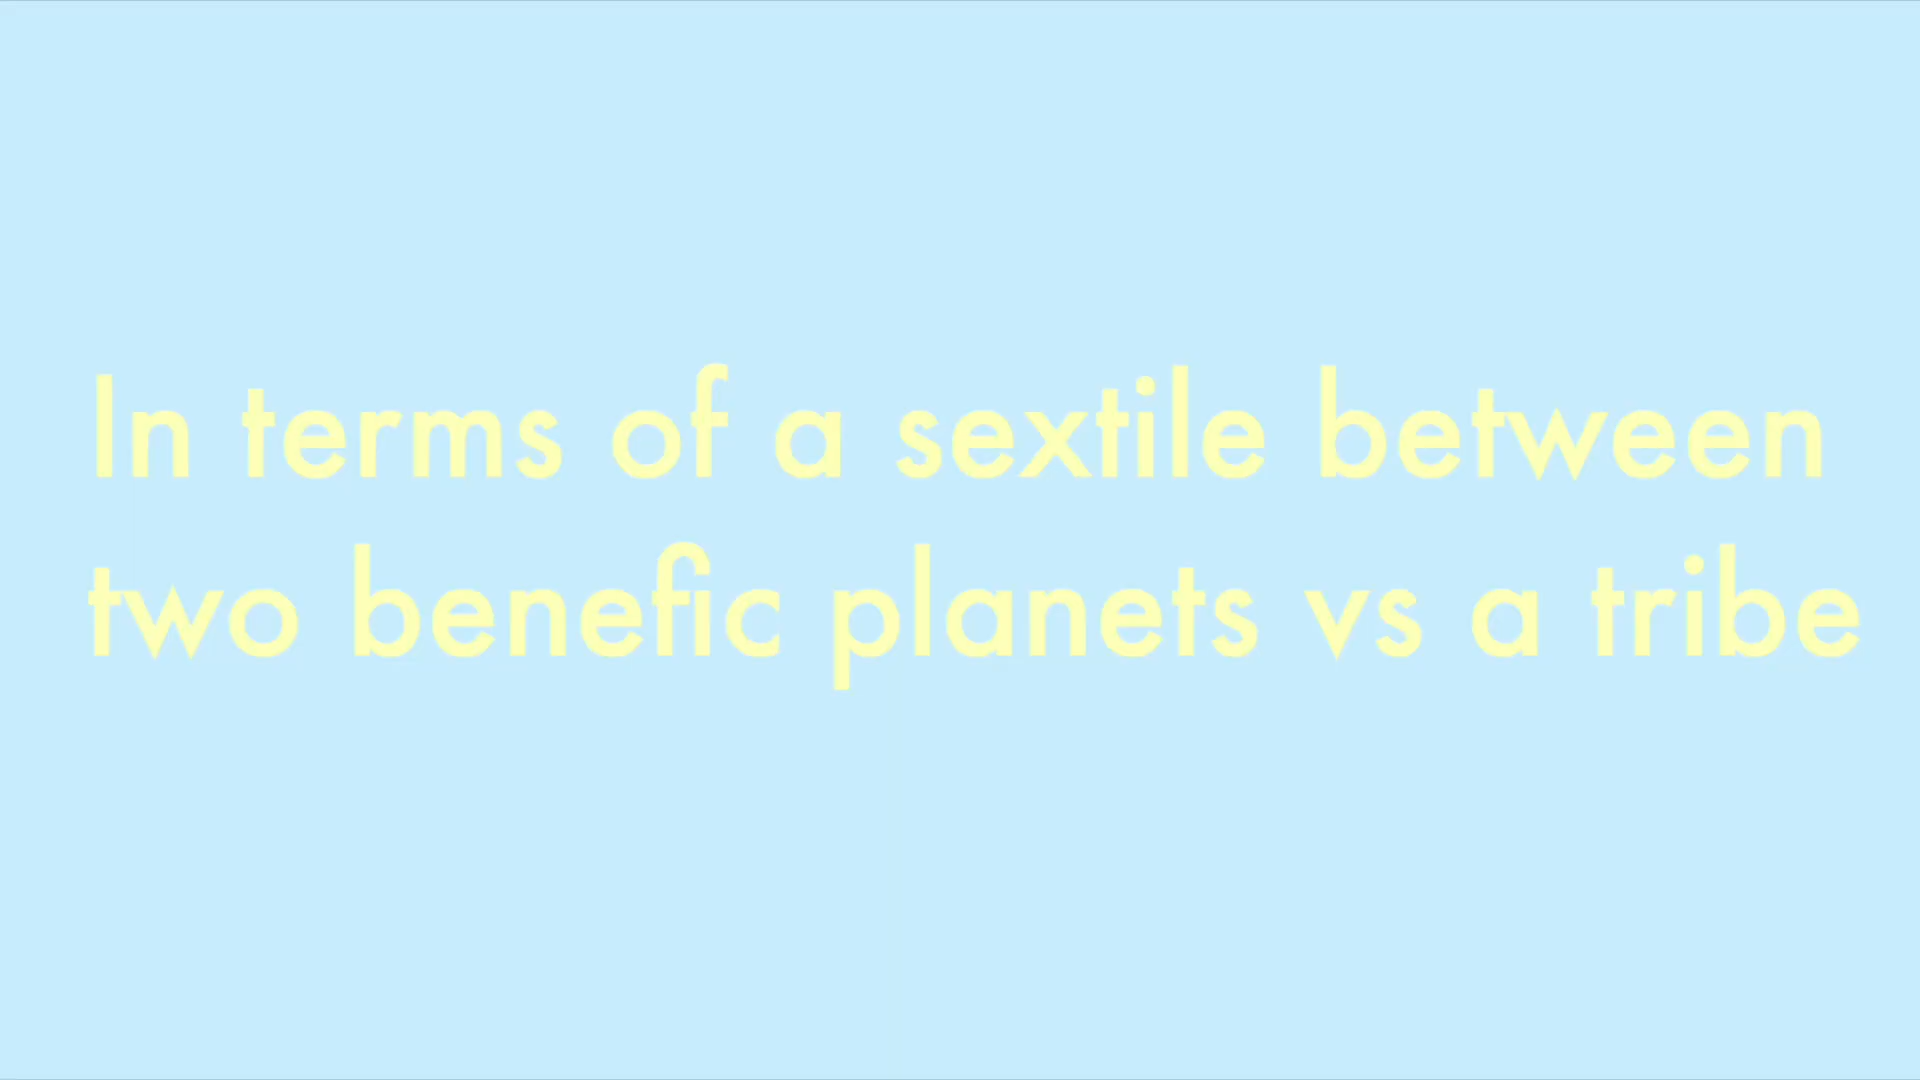 In terms of a sextile between
two benefic planets vs a tribe